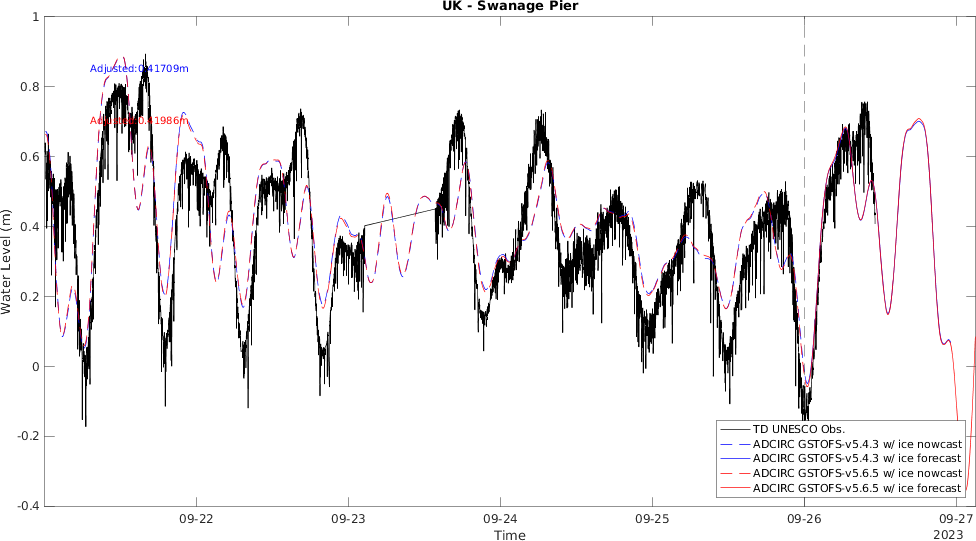 UK - Swanage Pier
1
0.8
0.6
0.4
0.2
0
-0.2
-0.4
Water Level (m)
Adjusted:0.41709m
09-22
09-23
09-24
09-25
09-26
09-27
2023
Time
TD UNESCO Obs.
ADCIRC GSTOFS-v5.4.3 w/ ice nowcast
ADCIRC GSTOFS-v5.4.3 w/ ice forecast
ADCIRC GSTOFS-v5.6.5 w/ ice nowcast
ADCIRC GSTOFS-v5.6.5 w/ ice forecast